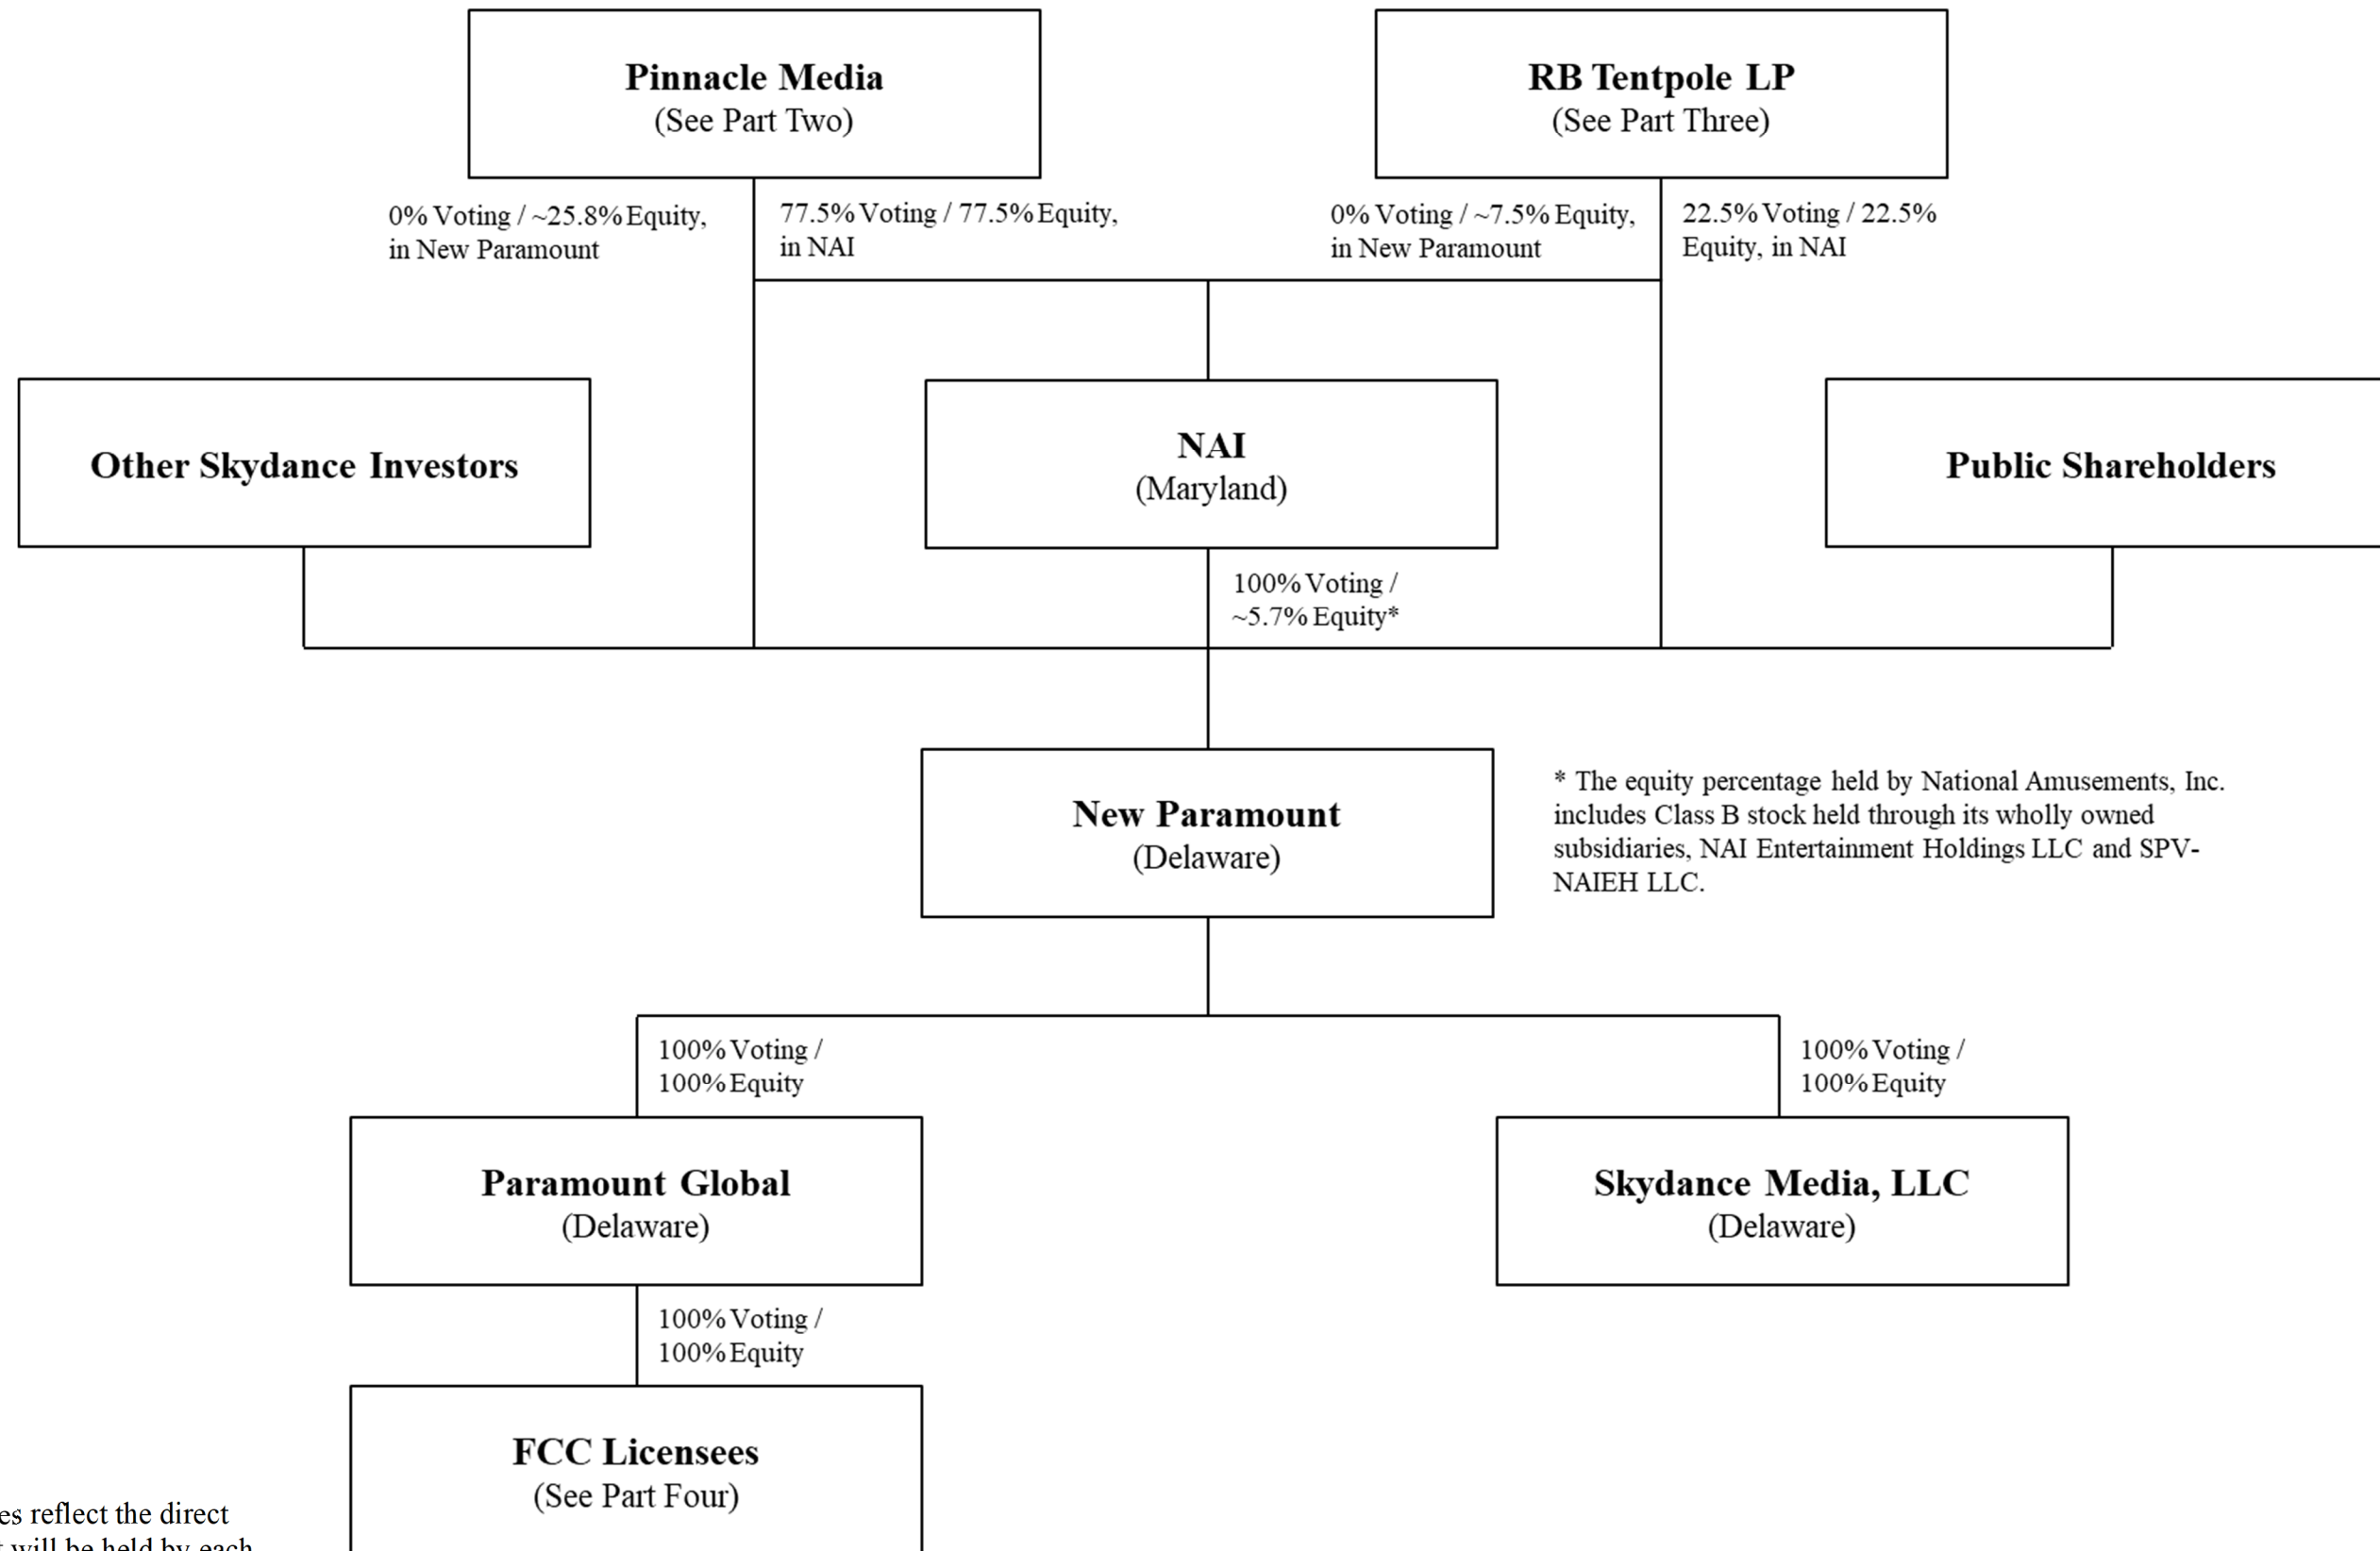 Pinnacle Media
(See Part Two)
RB Tentpole LP
(See Part Three)
0% Voting / ~25.8% Equity,
in New Paramount
77.5% Voting / 77.5% Equity,
in NAI
0% Voting / ~7.5% Equity,
in New Paramount
22.5% Voting / 22.5%
Equity, in NAI
Other Skydance Investors
NAI
(Maryland)
Public Shareholders
100% Voting /
~5.7% Equity*
New Paramount
(Delaware)
* The equity percentage held by National Amusements, Inc.
includes Class B stock held through its wholly owned
subsidiaries, NAI Entertainment Holdings LLC and SPV-
NAIEH LLC.
100% Voting /
100% Equity
100% Voting /
100% Equity
Paramount Global
(Delaware)
Skydance Media, LLC
(Delaware)
100% Voting /
100% Equity
FCC Licensees
(See Part Four)
reflect the direct
will be held by each